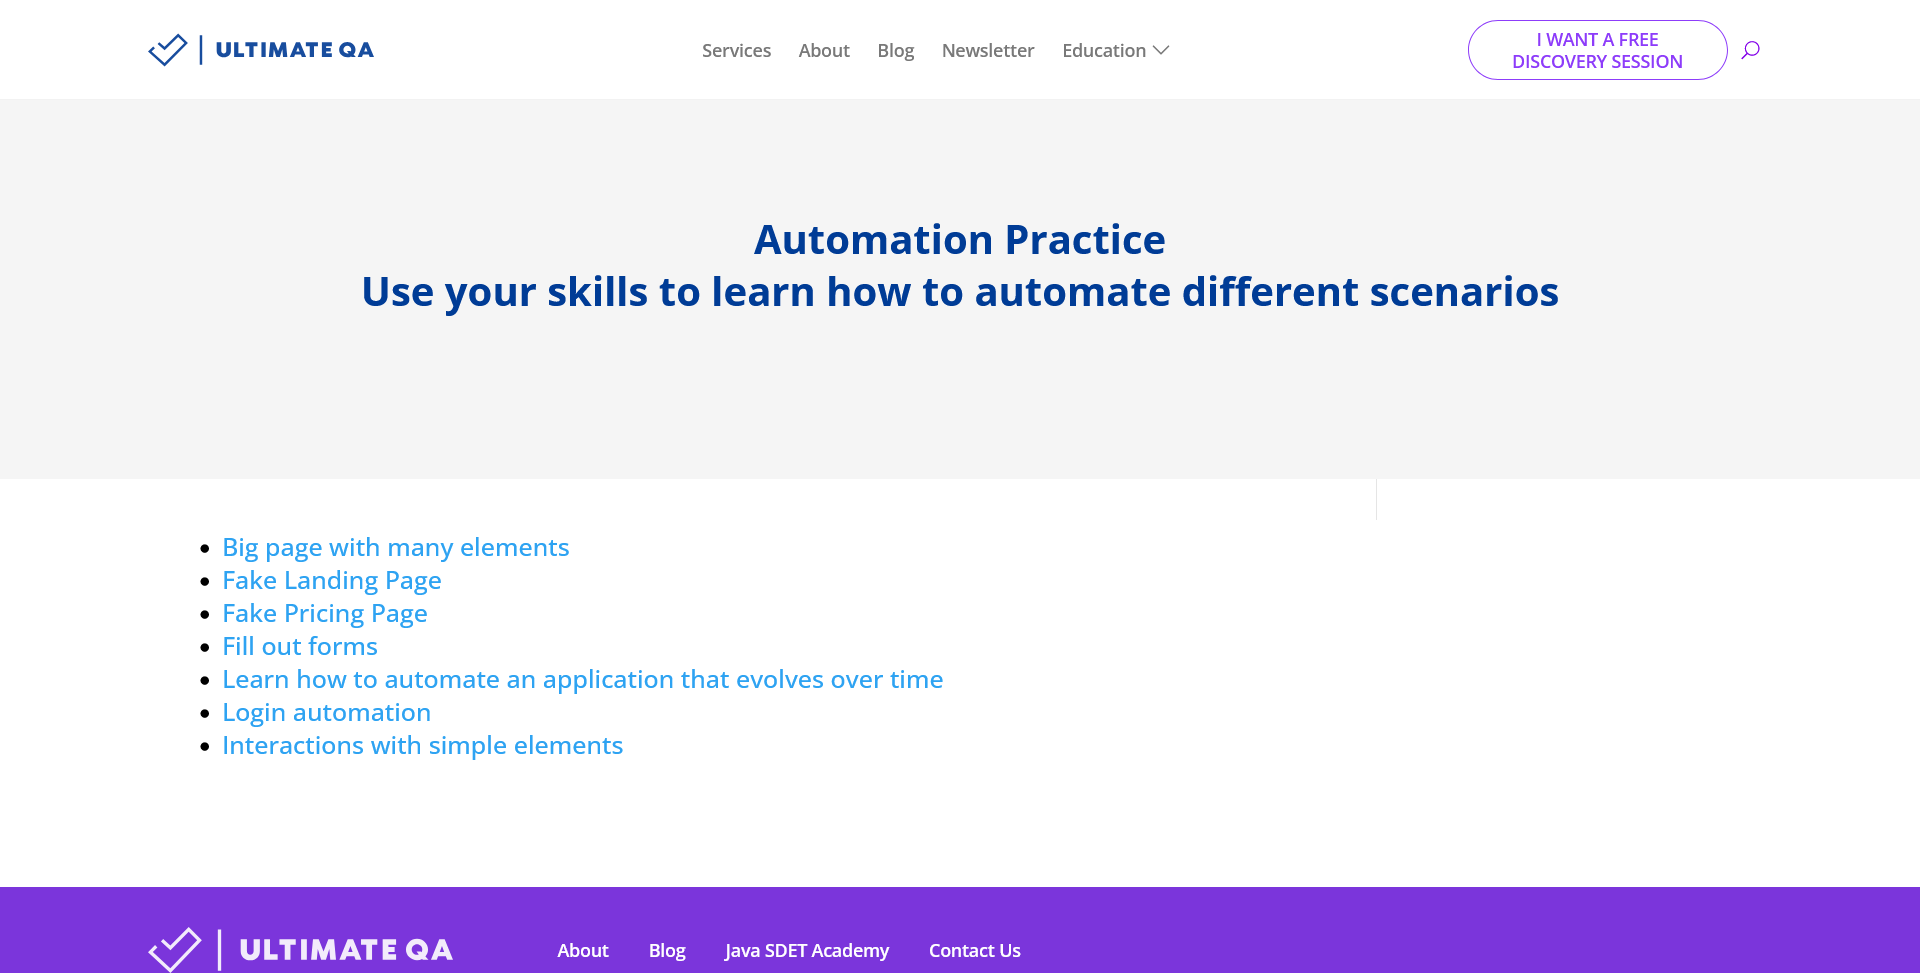 ULTIMATE QA
Services About Blog Newsletter Education
I WANT A FREE
DISCOVERY SESSION
Automation Practice
Use your skills to learn how to automate different scenarios
Big page with many elements
Fake Landing Page
Fake Pricing Page
Fill out forms
Learn how to automate an application that evolves over time
Login automation
Interactions with simple elements
ULTIMATE QA
About Blog Java SDET Academy Contact Us